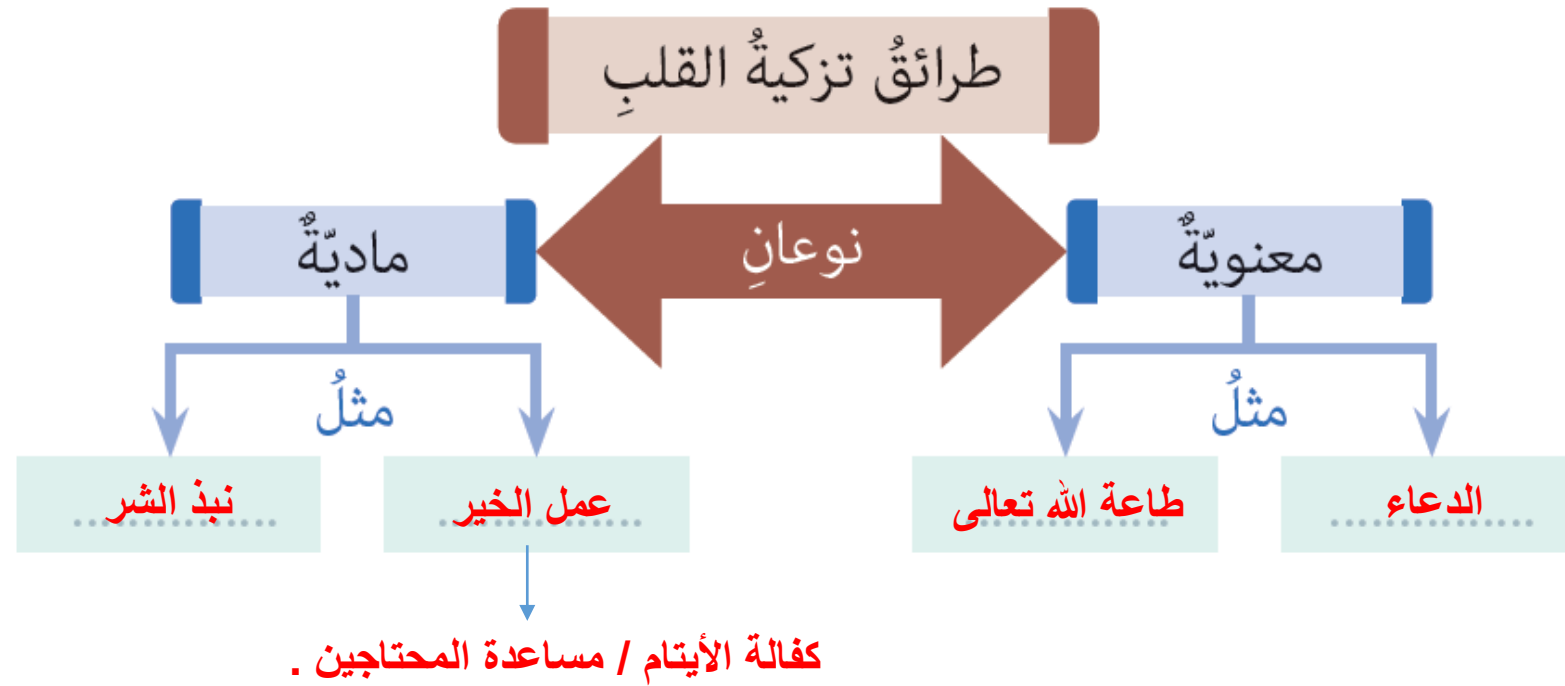 طرائقُ تزكيةُ القلبِ
نوعانِ
معنويّةٌ
ماديّةٌ
مثلُ
مثلُ
الدعاء
طاعة الله تعالى
عمل الخير
نبذ الشر
كفالة الأيتام / مساعدة المحتاجين .